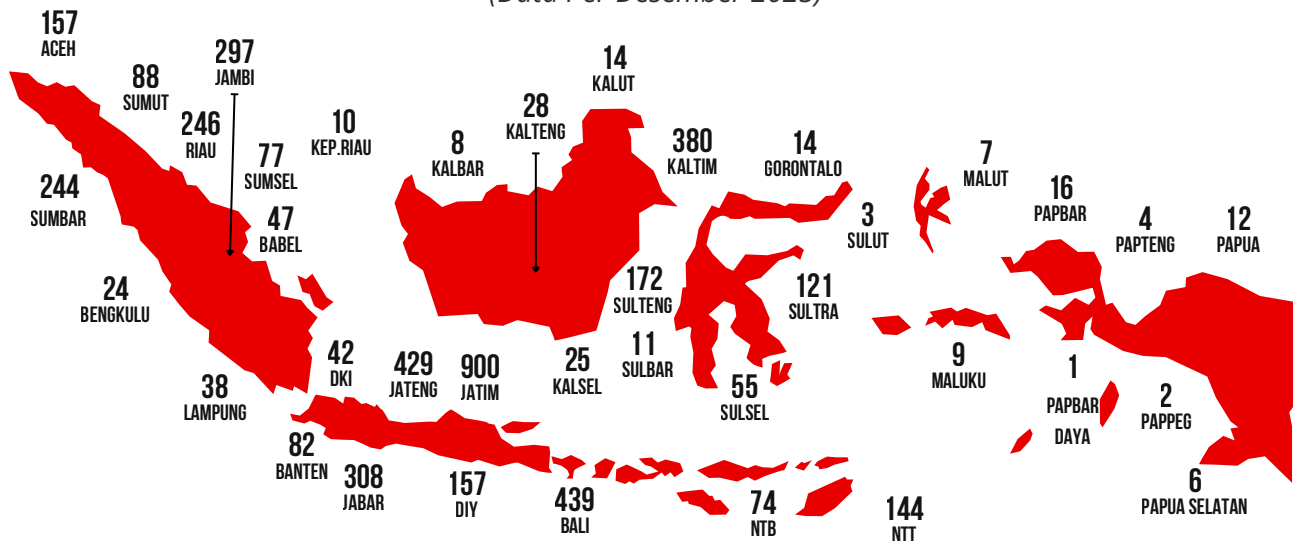 (Data Per Desember 2023)
157
ACEH
88
SUMUT
297
JAMBI
246
RIAU
77
SUMSEL
10
KEP.RIAU
244
SUMBAR
47
BABEL
24
BENGKULU
38
LAMPUNG
8
KALBAR
28
KALTENG
14
KALUT
380
KALTIM
14
GORONTALO
3
SULUT
7
MALUT
16
PAPBAR
4
PAPTENG
12
PAPUA
172
SULTENG
121
SULTRA
11
SULBAR
25
KALSEL
55
SULSEL
9
MALUKU
1
PAPBAR
DAYA
2
PAPPEG
6
PAPUA SELATAN
42
DKI
429
JATENG
900
JATIM
82
BANTEN
308
JABAR
157
DIY
439
BALI
74
NTB
144
NTT